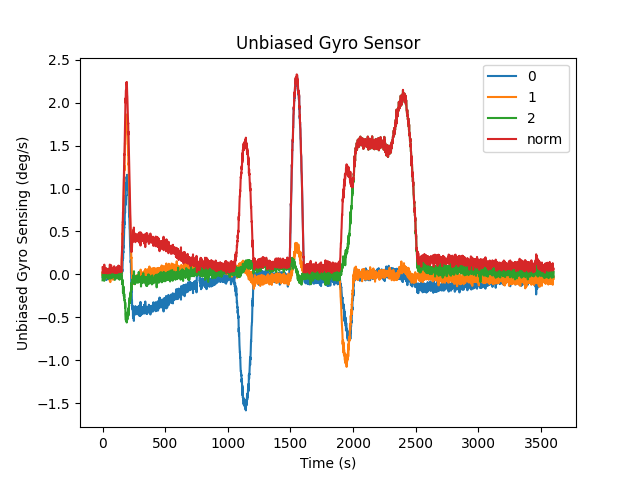 Unbiased Gyro Sensor
Unbiased Gyro Sensing (deg/s)
2.5
2.0
1.5
1.0
0.5
0.0
−0.5
−1.0
−1.5
0
1
2
norm
0 500 1000 1500 2000 2500 3000 3500
Time (s)